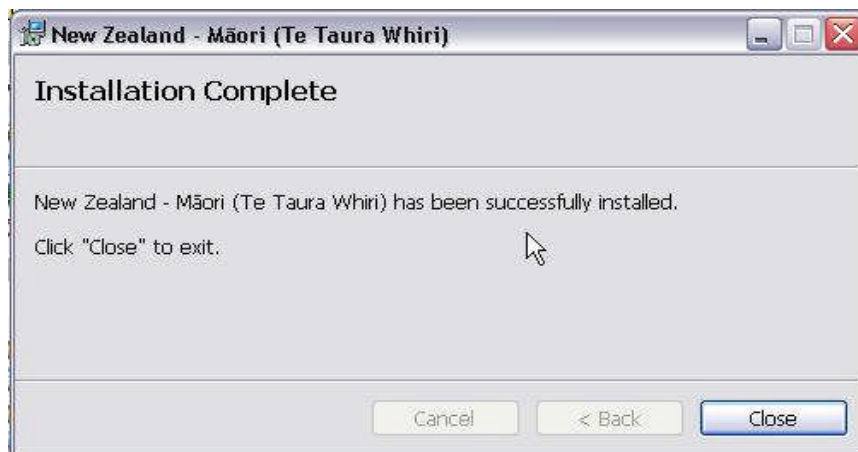 New Zealand - Māori (Te Taura Whiri)
Installation Complete
New Zealand - Māori (Te Taura Whiri) has been successfully installed.
Click "Close" to exit.
Cancel
< Back
Close